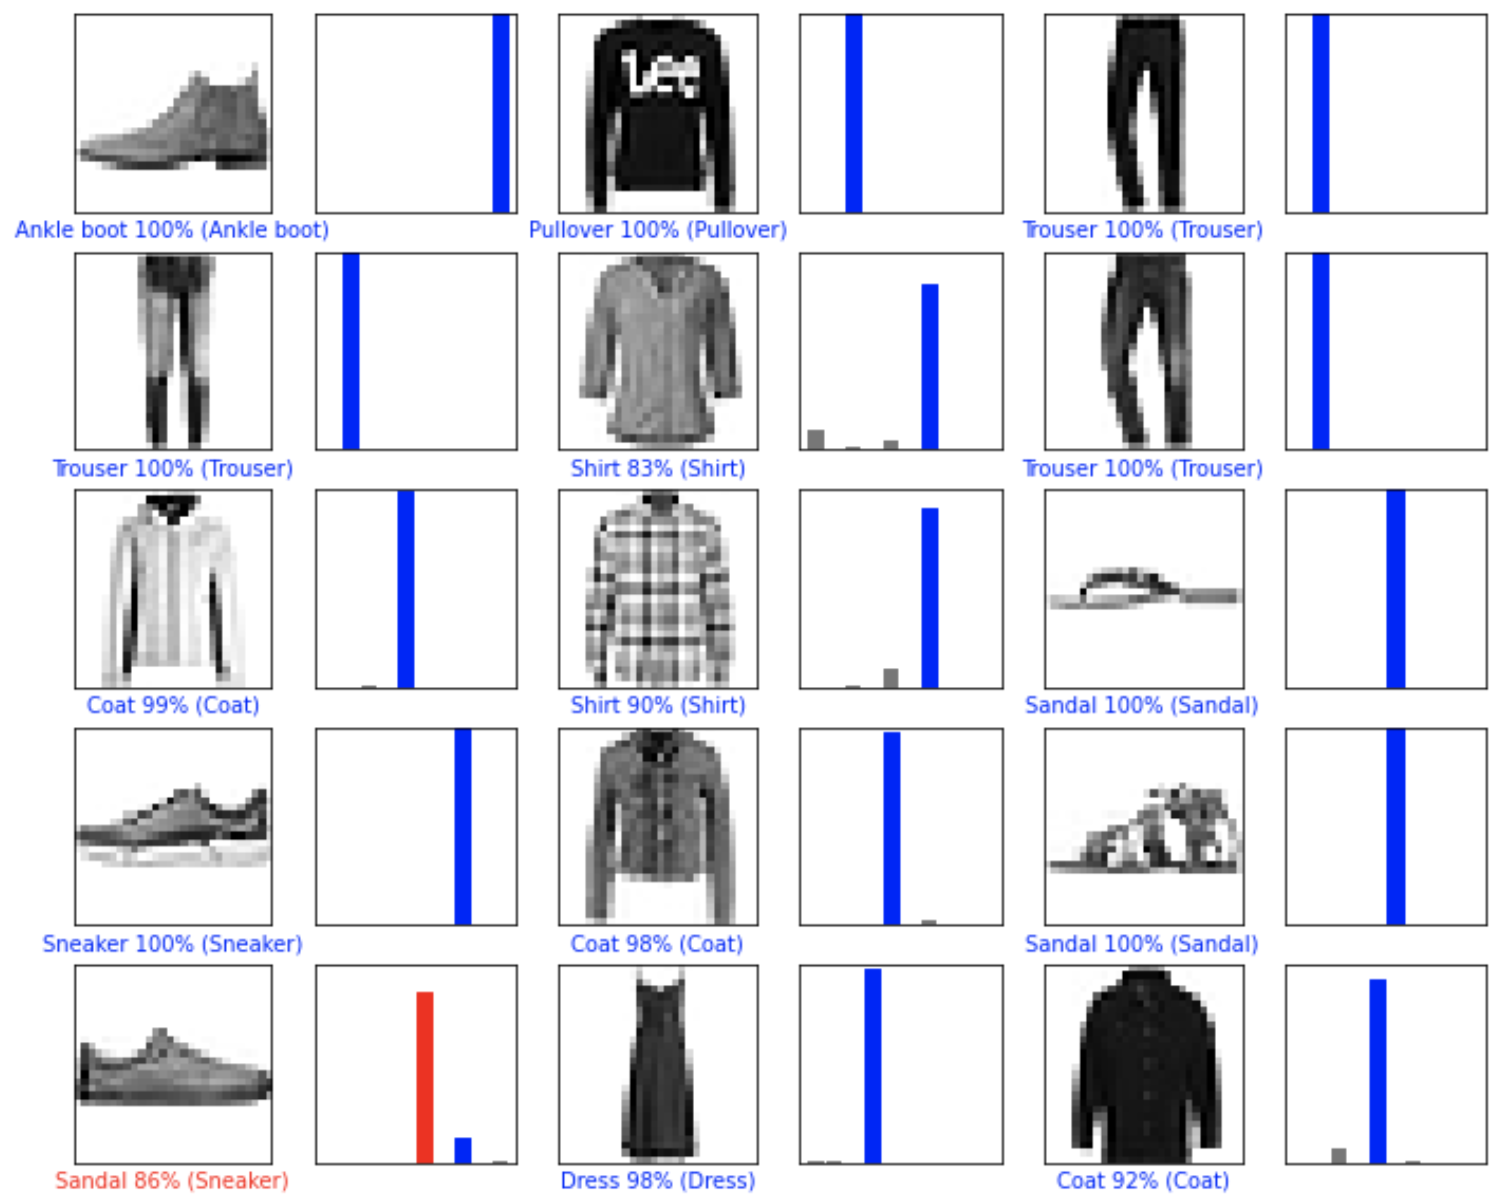 Lee
Ankle boot 100% (Ankle boot)
Pullover 100% (Pullover)
Trouser 100% (Trouser)
Trouser 100% (Trouser)
Shirt 83% (Shirt)
Trouser 100% (Trouser)
Coat 99% (Coat)
Shirt 90% (Shirt)
Sandal 100% (Sandal)
Sneaker 100% (Sneaker)
Coat 98% (Coat)
Sandal 100% (Sandal)
Sandal 86% (Sneaker)
Dress 98% (Dress)
Coat 92% (Coat)